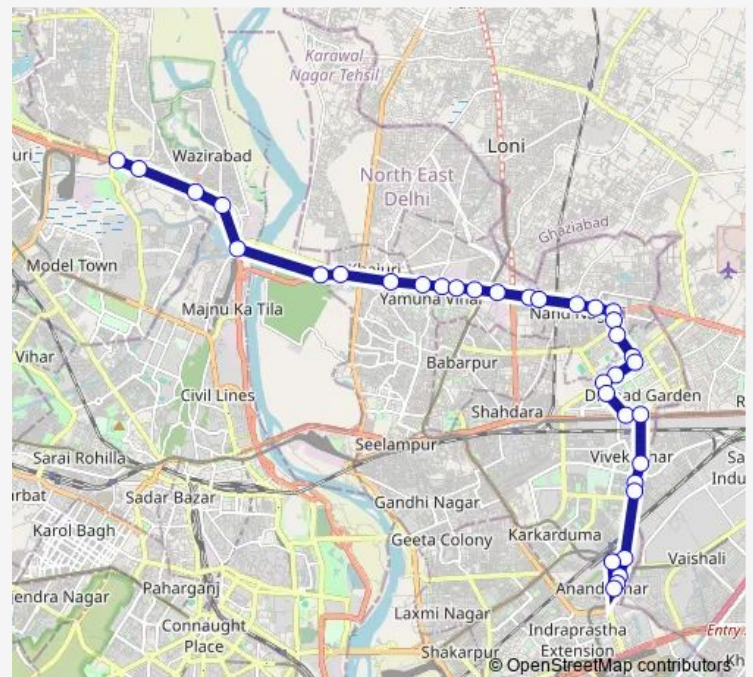 Karawal
Nagar Tehsil
Wazirabad
Loni
North East
Delhi
Ghaziabad
Model Town
Majnu Ka Tila
Vihar
Babarpur
Civil Lines
Garden
Shahdara
Seelampur
Sarai Rohilla
Sadar Bazar
Gandhi Nagar
Karol Bagh
Geeta Colony
Karkarduma
Vaishali
Paharganj
Laxmi Nagar
Connaught
Place
Indraprastha
Extension
Shakarpur
Entry
© OpenStreetMap contributors